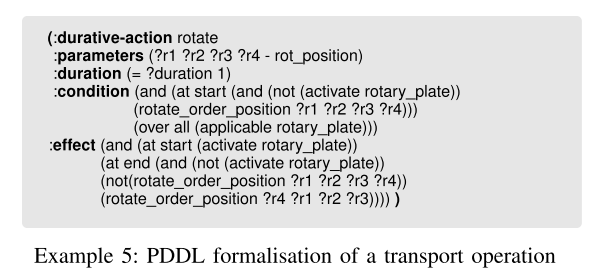 (:durative-action rotate
:parameters (?r1 ?r2 ?r3 ?r4 - rot_position)
:duration (= ?duration 1)
:condition (and (at start (and (not (activate rotary_plate))
(rotate_order_position ?r1 ?r2 ?r3 ?r4)))
(over all (applicable rotary_plate)))
:effect (and (at start (activate rotary_plate))
(at end (and (not (activate rotary_plate))
(not(rotate_order_position ?r1 ?r2 ?r3 ?r4))
(rotate_order_position ?r4 ?r1 ?r2 ?r3)))) )
Example 5: PDDL formalisation of a transport operation